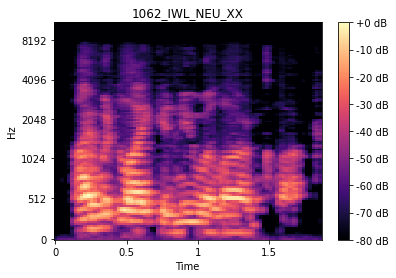 1062_IWL_NEU_XX
+0 dB
8192
-10 dB
4096
-20 dB
-30 dB
2048
Hz
-40 dB
1024
-50 dB
512
-60 dB
-70 dB
0
-80 dB
0
0.5
1
1.5
Time